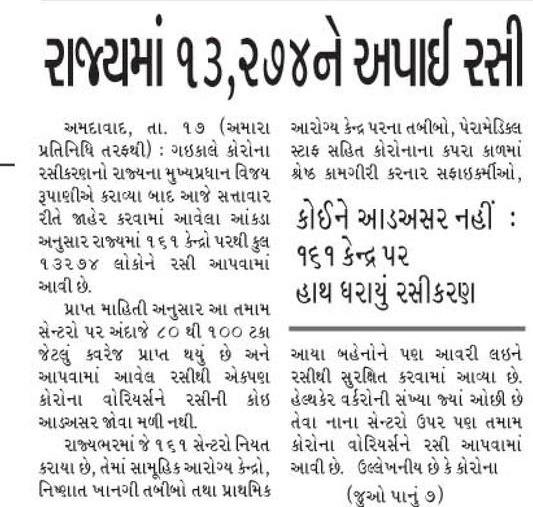 રાજ્યમાં ૧૩,૨૭૪ને અપાઈ રસી
અમદાવાદ, તા. ૧૭ (અમારા
પ્રતિનિધિ તરફથી) : ગઇકાલે કોરોના
રસીકરણનો રાજ્યના મુખ્યપ્રધાન વિજય
રૂપાણીએ કરાવ્યા બાદ આજે સત્તાવાર
રીતે જાહેર કરવામાં આવેલા આંકડા
અનુસાર રાજ્યમાં ૧૬૧ કેન્દ્રો પરથી કુલ
૧૩૨૭૪ લોકોને રસી આપવામાં
આવી છે.
પ્રાપ્ત માહિતી અનુસાર આ તમામ
સેન્ટરો પર અંદાજે ૮૦ થી ૧૦૦ ટકા
જેટલું કવરેજ પ્રાપ્ત થયું છે અને
આપવામાં આવેલ રસીથી એકપણ
કોરોના વોરિયર્સને રસીની કોઇ
આડઅસર જોવા મળી નથી.
રાજ્યભરમાં જે ૧૬૧ સેન્ટરો નિયત
કરાયા છે, તેમાં સામૂહિક આરોગ્ય કેન્દ્રો,
નિષ્ણાત ખાનગી તબીબો તથા પ્રાથમિક
આરોગ્ય કેન્દ્ર પરના તબીબો, પેરામેડિકલ
સ્ટાફ સહિત કોરોનાના કપરા કાળમાં
શ્રેષ્ઠ કામગીરી કરનાર સફાઇકર્મીઓ,
કોઈને આડઅસર નહીં :
૧૬૧ કેન્દ્ર પર
હાથ ધરાયું રસીકરણ
આયા બહેનોને પણ આવરી લઇને
રસીથી સુરક્ષિત કરવામાં આવ્યા છે.
હેલ્થકેર વર્કરોની સંખ્યા જ્યાં ઓછી છે
તેવા નાના સેન્ટરો ઉપર પણ તમામ
કોરોના વોરિયર્સને રસી આપવામાં
આવી છે. ઉલ્લેખનીય છે કે કોરોના
(જુઓ પાનું ૭)